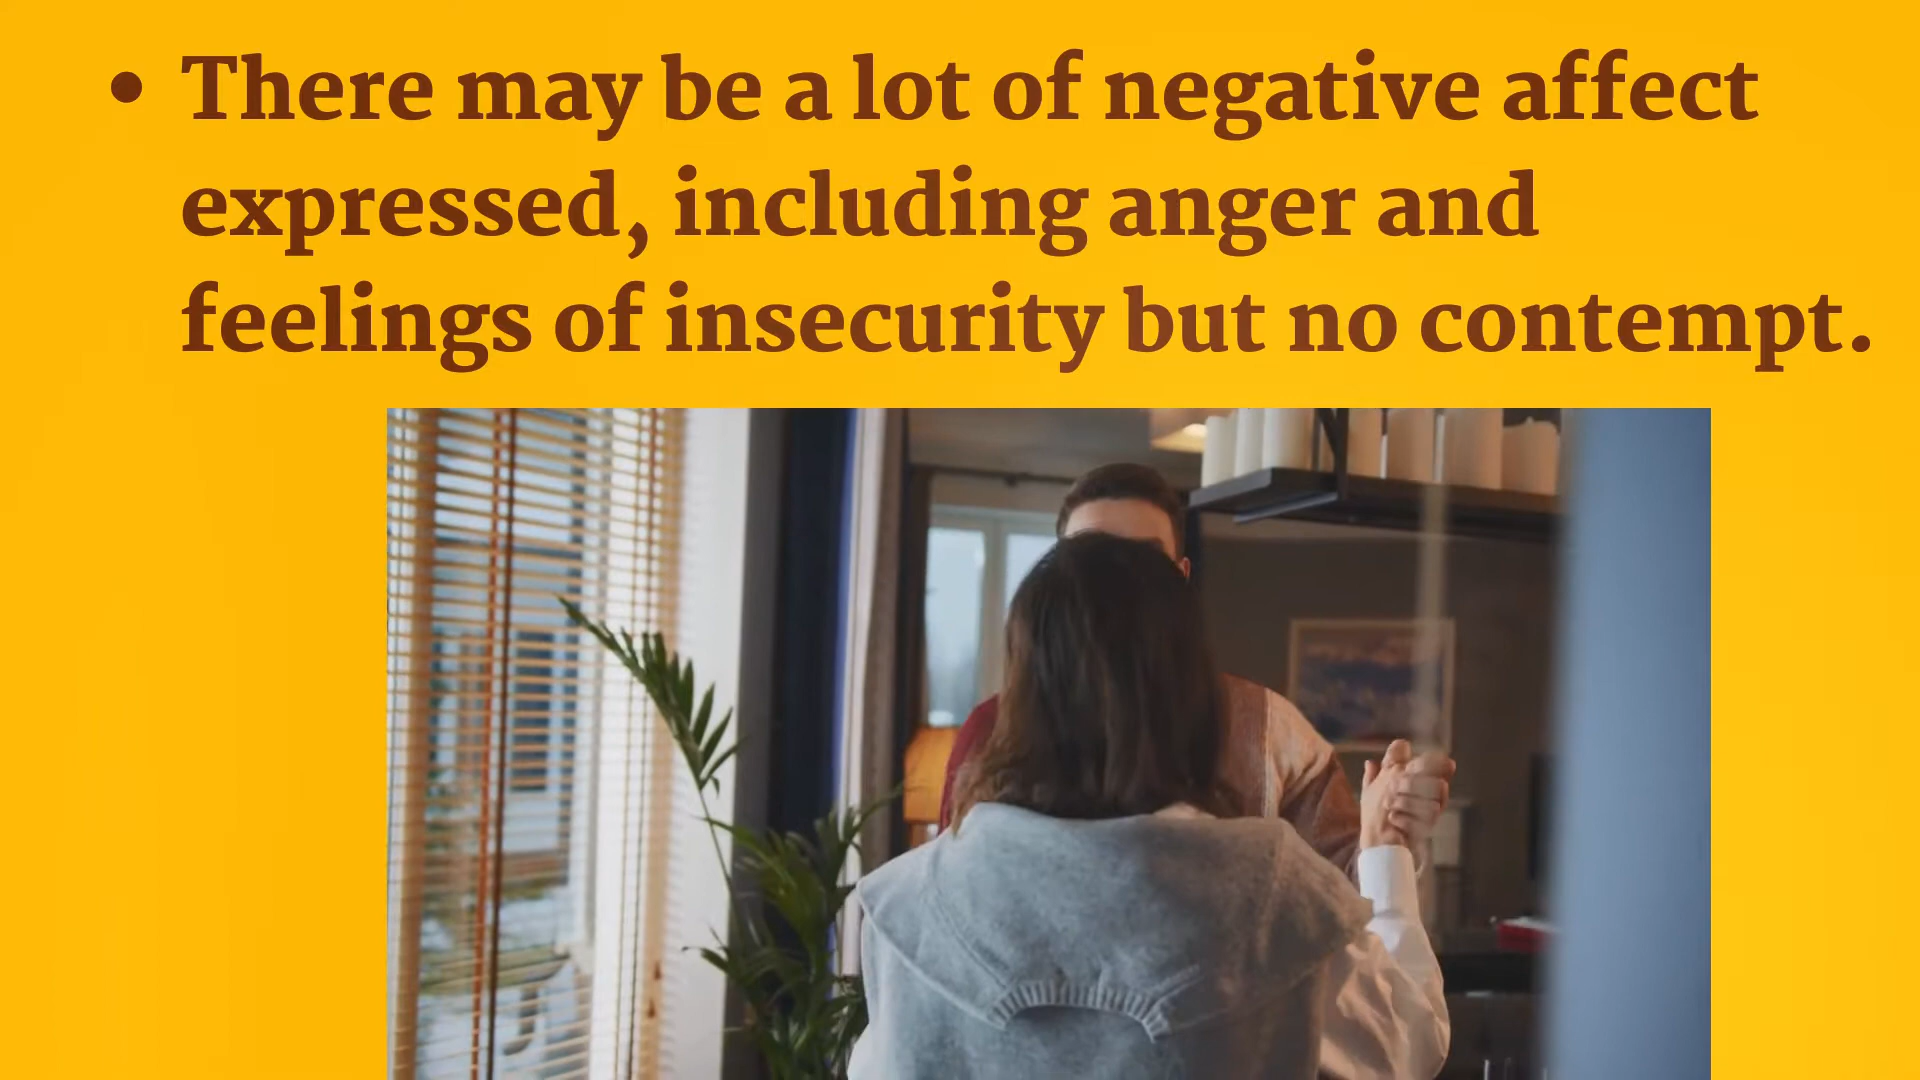 • There may be a lot of negative affect
expressed, including anger and
feelings of insecurity but no contempt.